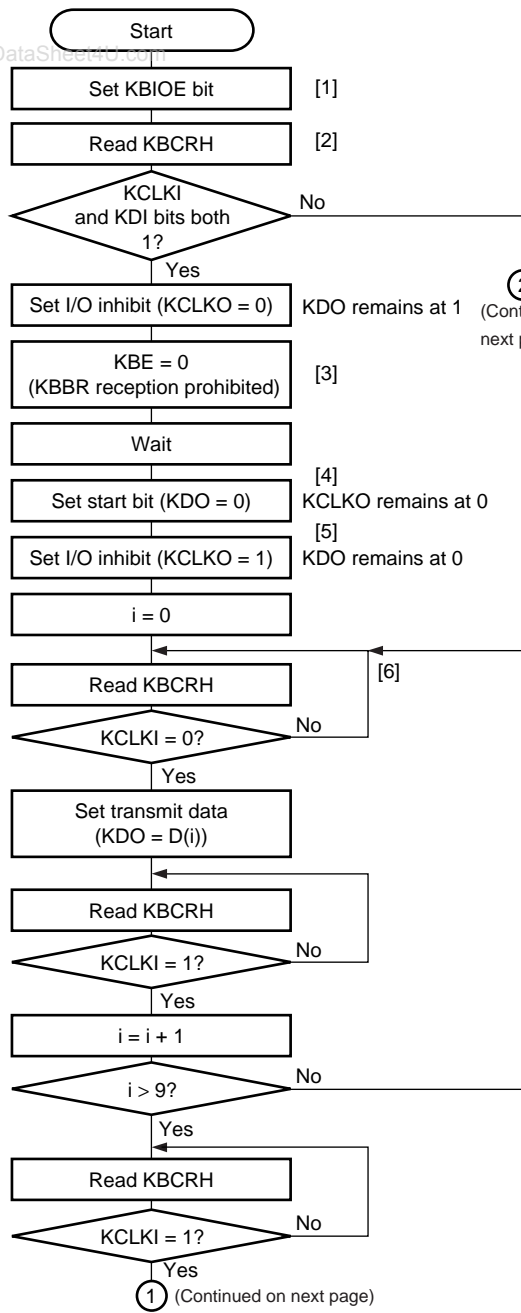 Start
DataSheet4U.com
Set KBIOE bit
[1]
Read KBCRH
[2]
KCLKI
and KDI bits both
1?
No
Yes
2
Set I/O inhibit (KCLKO = 0)
KDO remains at 1
next
KBE = 0
(KBBR reception prohibited)
[3]
Wait
[4]
Set start bit (KDO = 0)
KCLKO remains at 0
[5]
Set I/O inhibit (KCLKO = 1)
KDO remains at 0
i = 0
Read KBCRH
[6]
KCLKI = 0?
No
Yes
Set transmit data
(KDO = D(i))
Read KBCRH
KCLKI = 1?
No
Yes
i = i + 1
i > 9?
No
Yes
Read KBCRH
KCLKI = 1?
No
Yes
1 (Continued on next page)